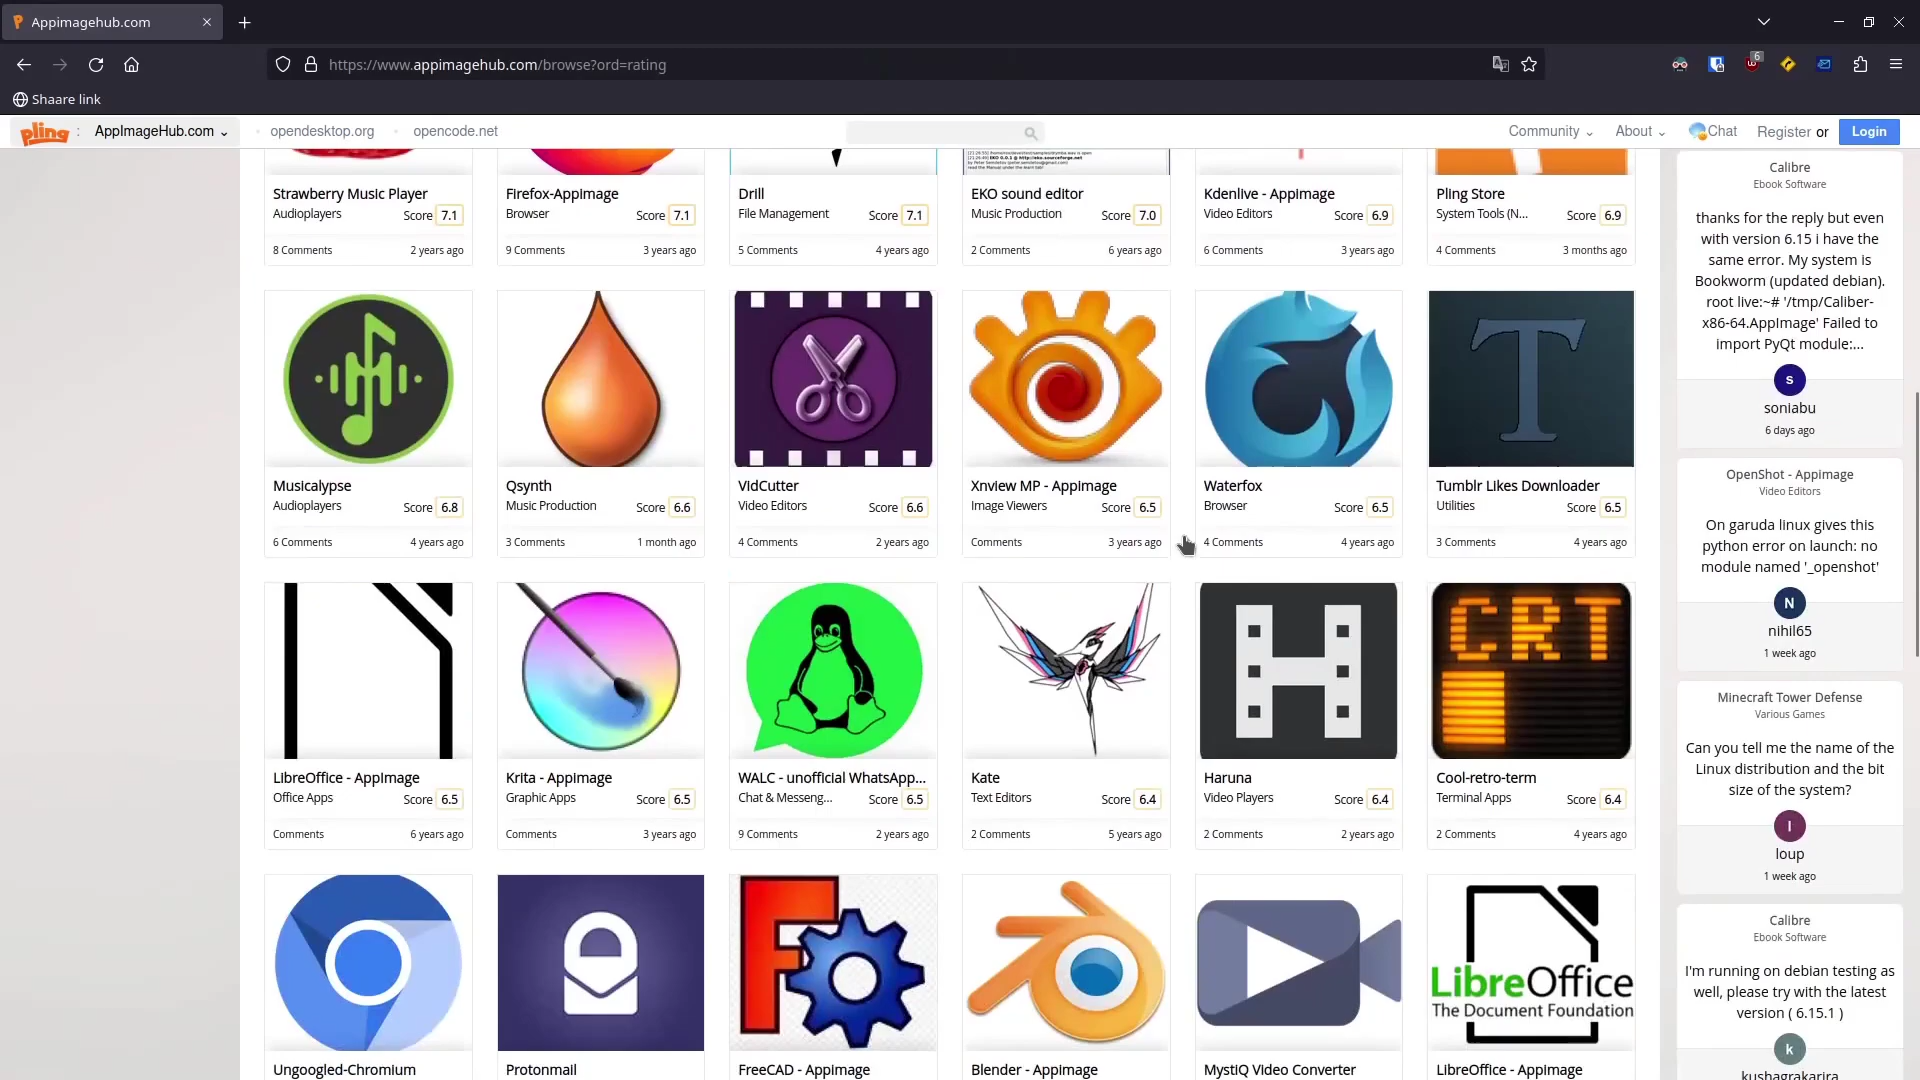 Appimagehub.com
https://www.appimagehub.com/browse?ord=rating
6
Shaare link
pling : AppImageHub.com
opendesktop.org
opencode.net
Community
About
Chat
Register or
Login
Strawberry Music Player
Audioplayers Score 7.1
8 Comments 2 years ago
Firefox-AppImage
Browser Score 7.1
9 Comments 3 years ago
Drill
File Management Score 7.1
5 Comments 4 years ago
EKO sound editor
Music Production Score 7.0
2 Comments 6 years ago
Kdenlive - AppImage
Video Editors Score 6.9
6 Comments 3 years ago
Pling Store
System Tools (N... Score 6.9
4 Comments 3 months ago
Musicalypse
Audioplayers Score 6.8
6 Comments 4 years ago
Qsynth
Music Production Score 6.6
3 Comments 1 month ago
VidCutter
Video Editors Score 6.6
4 Comments 2 years ago
Xnview MP - AppImage
Image Viewers Score 6.5
Comments 3 years ago
Waterfox
Browser Score 6.5
4 Comments 4 years ago
T
Tumblr Likes Downloader
Utilities Score 6.5
3 Comments 4 years ago
LibreOffice - AppImage
Office Apps Score 6.5
Comments 6 years ago
Krita - AppImage
Graphic Apps Score 6.5
Comments 3 years ago
WALC - unofficial WhatsApp...
Chat & Messeng... Score 6.5
9 Comments 2 years ago
Kate
Text Editors Score 6.4
2 Comments 5 years ago
H
Haruna
Video Players Score 6.4
2 Comments 2 years ago
CRT
Cool-retro-term
Terminal Apps Score 6.4
2 Comments 4 years ago
Ungoogled-Chromium
Protonmail
FreeCAD - AppImage
Blender - AppImage
MystiQ Video Converter
LibreOffice
The Document Foundation
LibreOffice - AppImage
Calibre
Ebook Software
thanks for the reply but even
with version 6.15 i have the
same error. My system is
Bookworm (updated debian).
root live:~# '/tmp/Caliber-
x86-64.AppImage' Failed to
import PyQt module:...
s
soniabu
6 days ago
OpenShot - Appimage
Video Editors
On garuda linux gives this
python error on launch: no
module named '_openshot'
N
nihil65
1 week ago
Minecraft Tower Defense
Various Games
Can you tell me the name of the
Linux distribution and the bit
size of the system?
l
loup
1 week ago
Calibre
Ebook Software
I'm running on debian testing as
well, please try with the latest
version ( 6.15.1 )
k
kushagrakarira